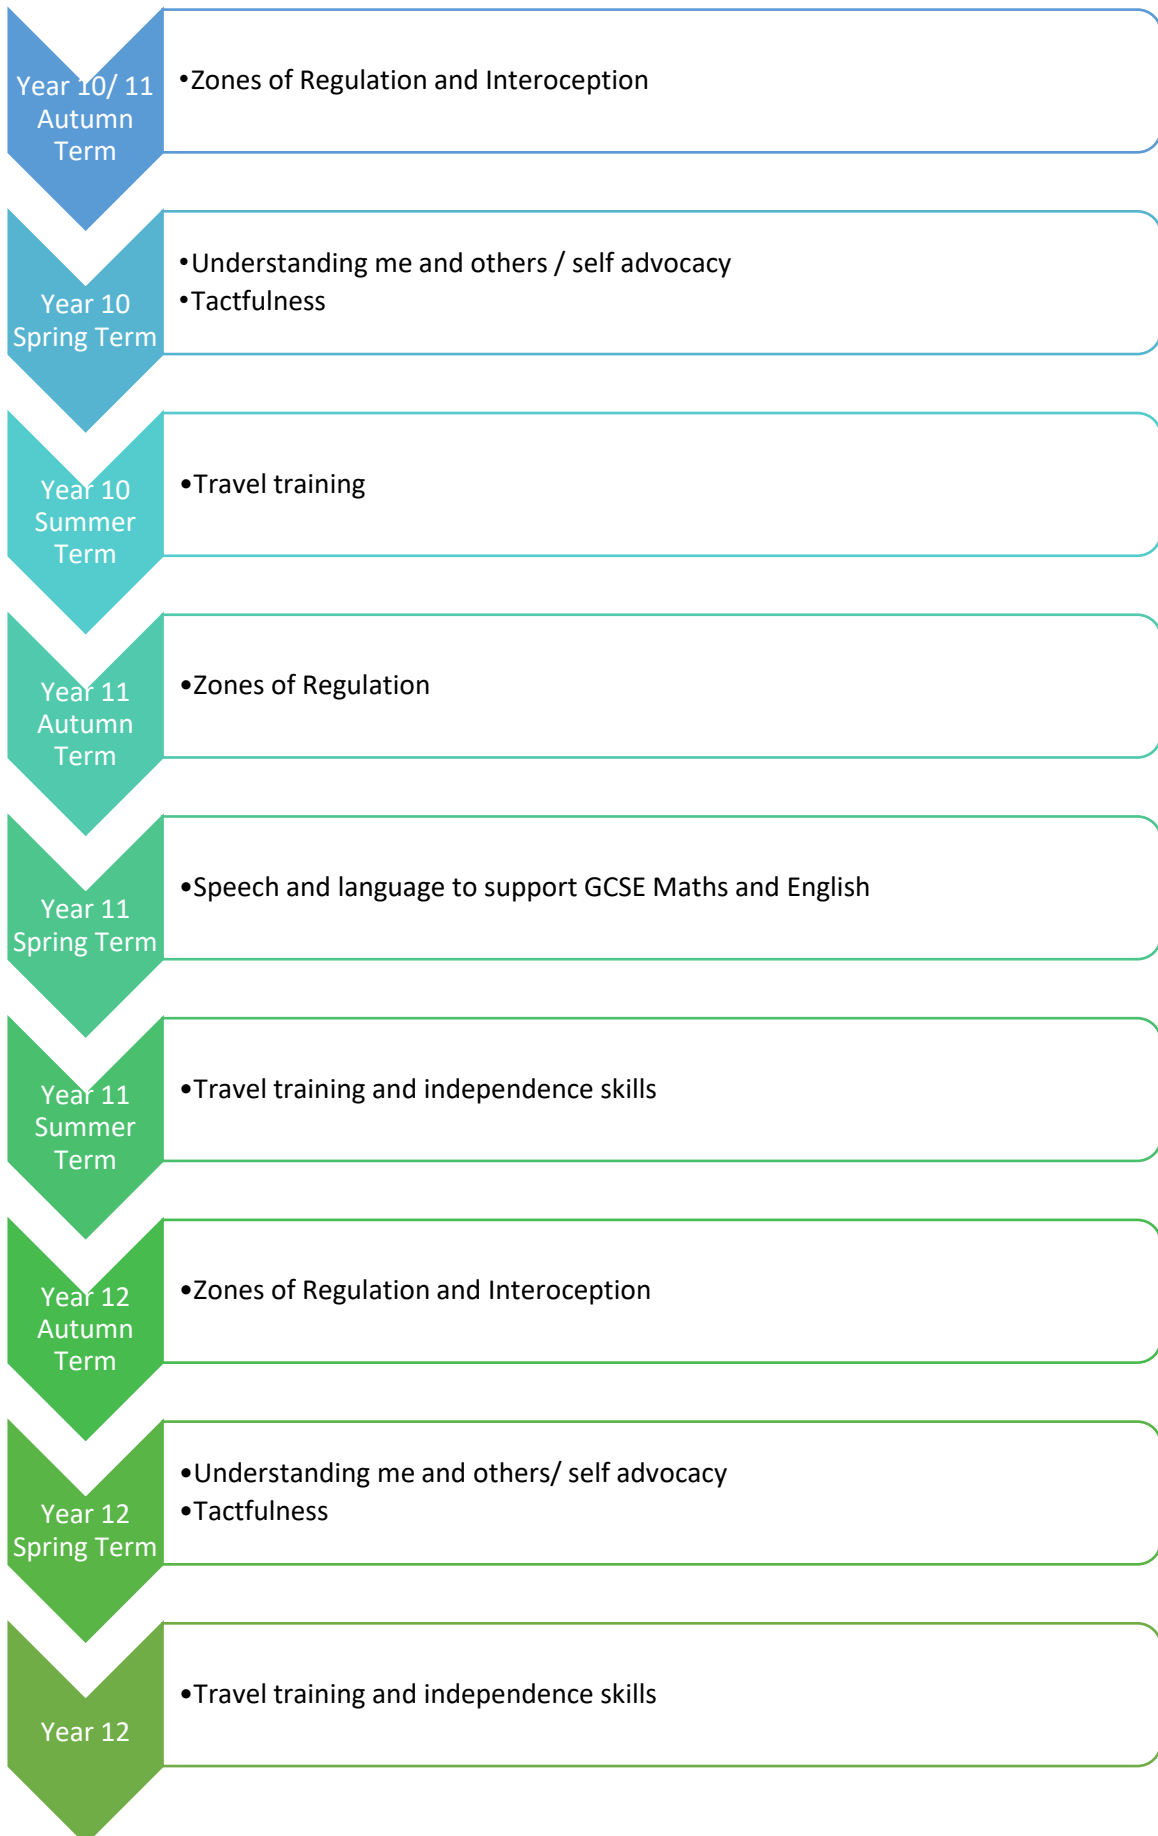 Year 10/ 11
Autumn
Term
•Zones of Regulation and Interoception
Year 10
Spring Term
•Understanding me and others / self advocacy
•Tactfulness
Year 10
Summer
Term
•Travel training
Year 11
Autumn
Term
•Zones of Regulation
Year 11
Spring Term
•Speech and language to support GCSE Maths and English
Year 11
Summer
Term
•Travel training and independence skills
Year 12
Autumn
Term
•Zones of Regulation and Interoception
Year 12
Spring Term
•Understanding me and others/ self advocacy
•Tactfulness
Year 12
•Travel training and independence skills